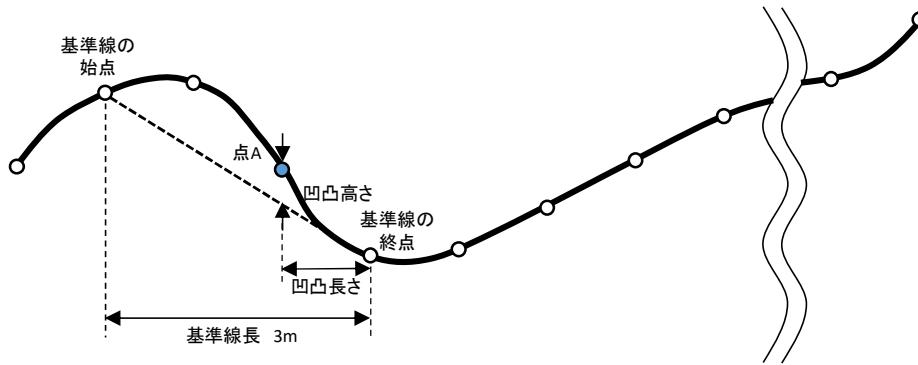 基準線の
始点
点A
凹凸高さ
基準線の
終点
凹凸長さ
基準線長 3m